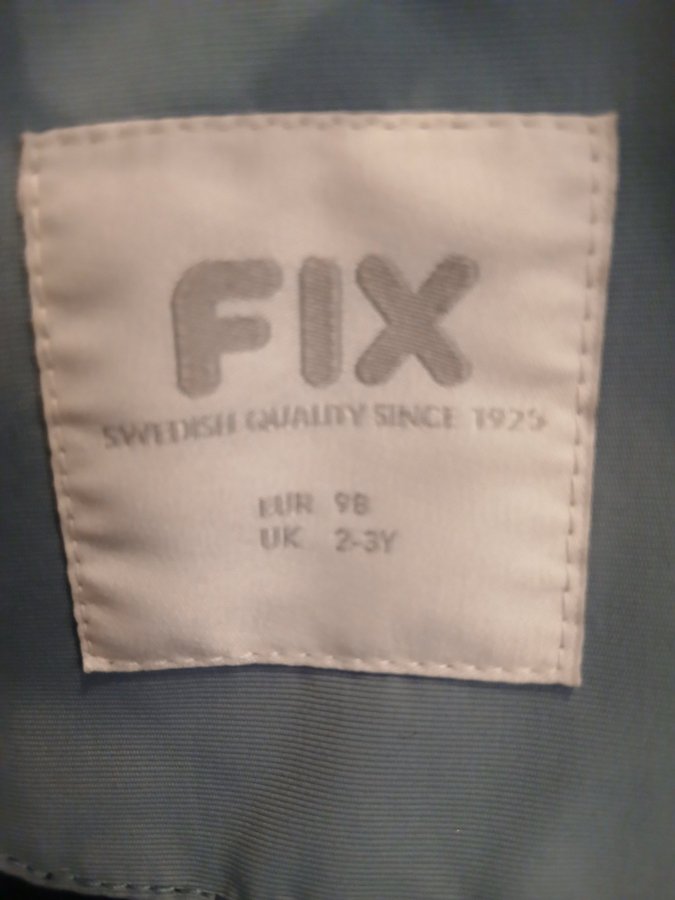 FIX
SWEDISH QUALITY SINCE 1925
EUR 98
UK 2-3Y